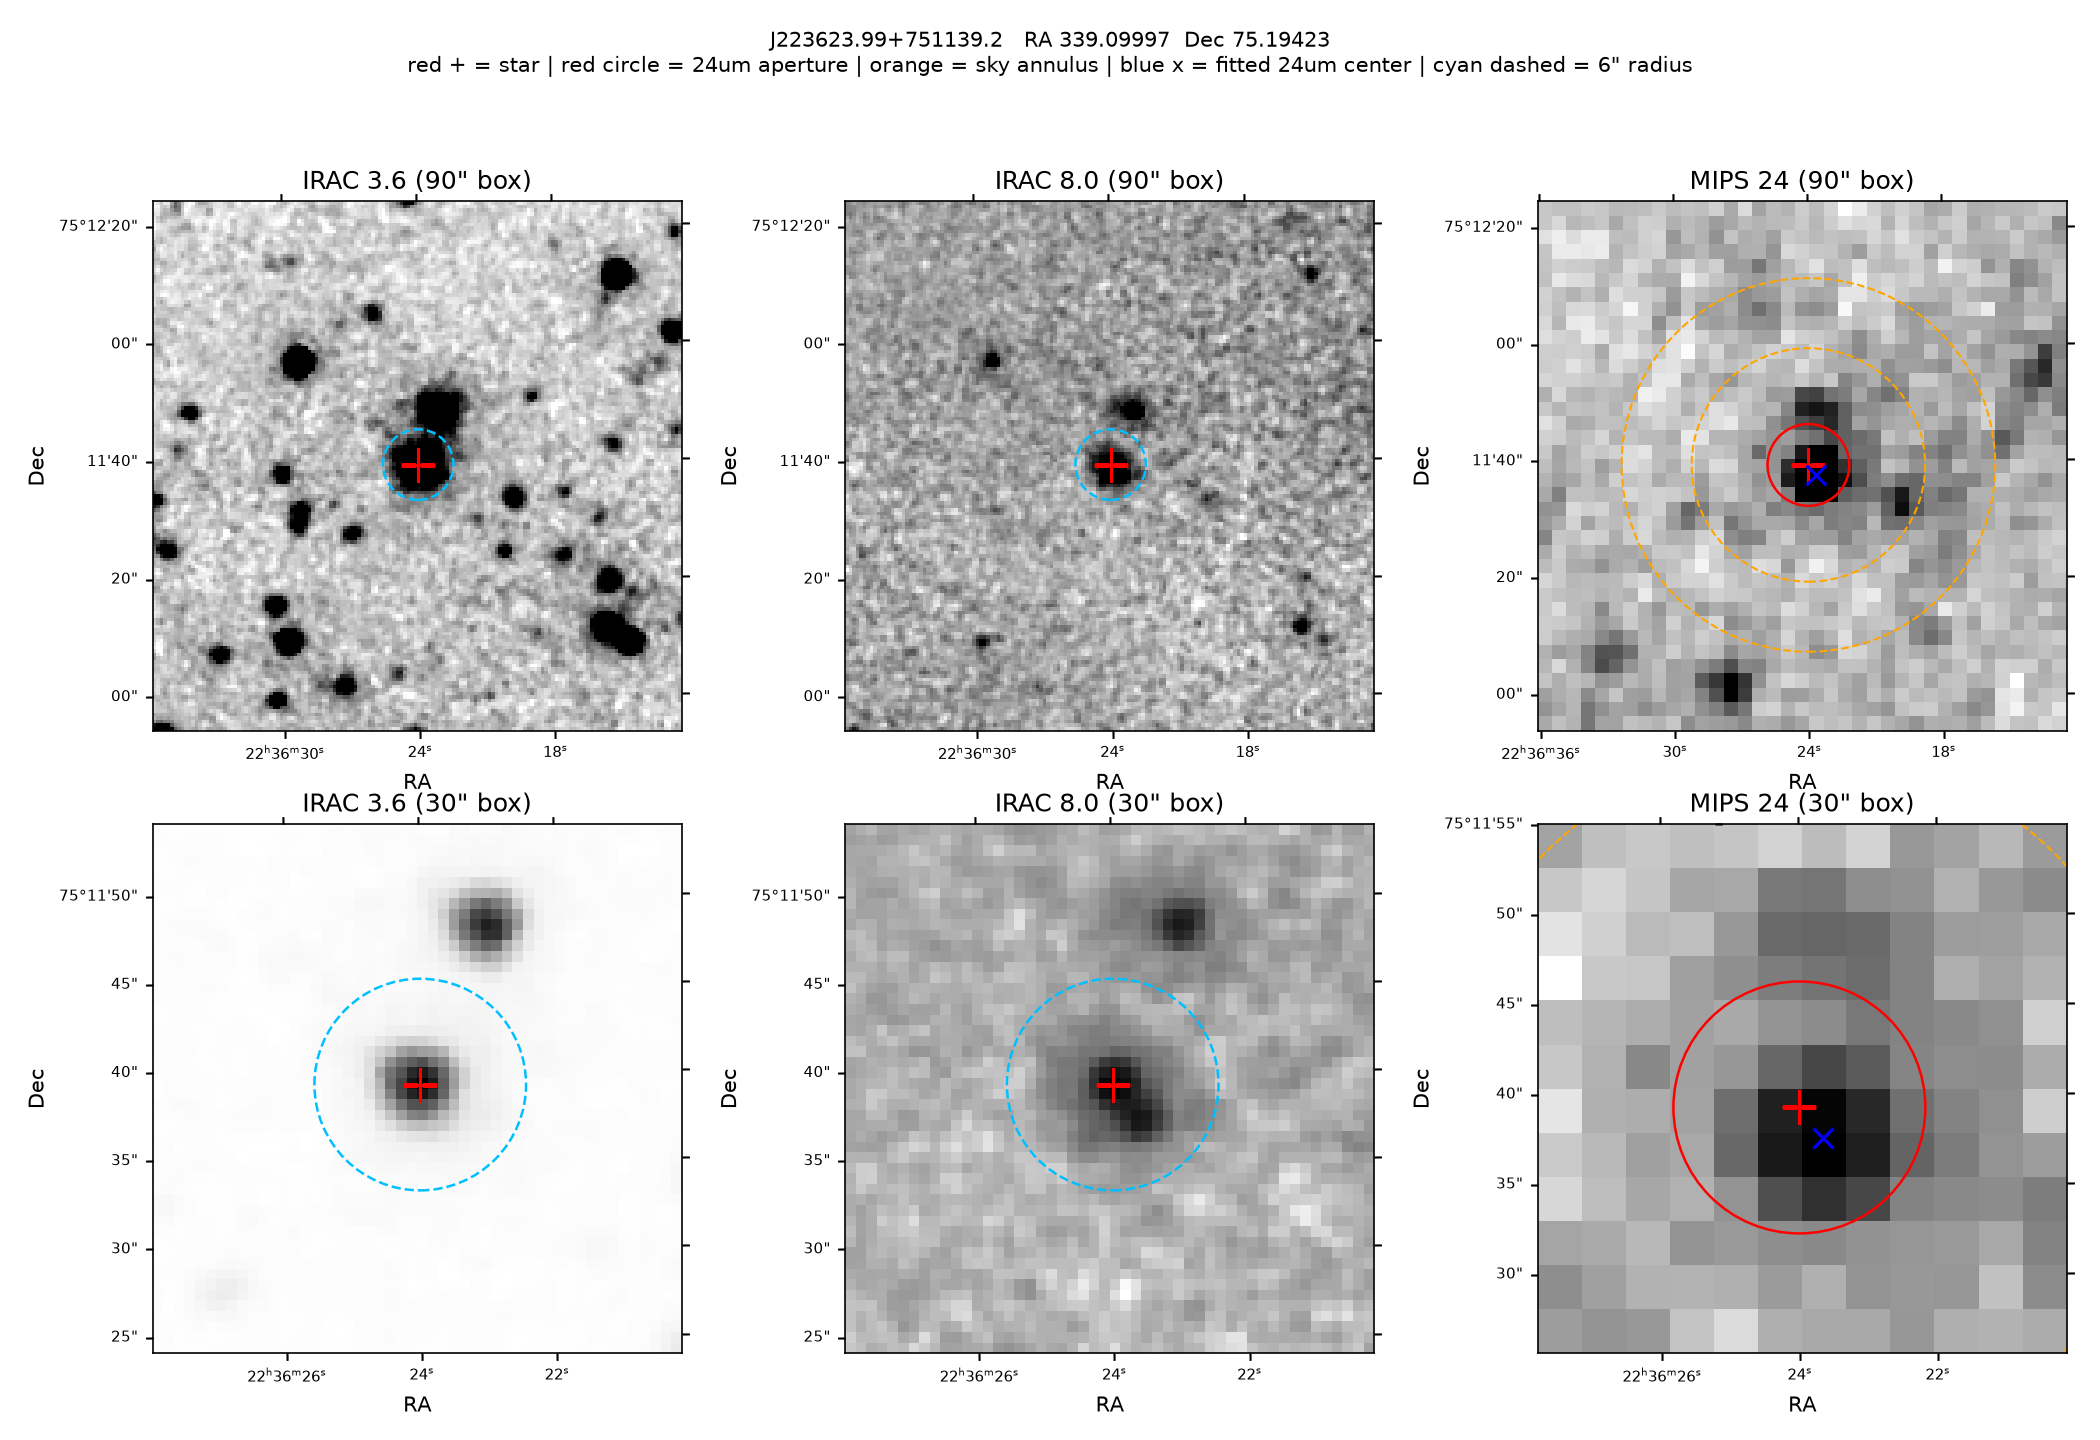 J223623.99+751139.2   RA 339.09997  Dec 75.19423
red + = star | red circle = 24um aperture | orange = sky annulus | blue x = fitted 24um center | cyan dashed = 6" radius
IRAC 3.6 (90" box)
75°12'20"
00"
11'40"
20"
00"
Dec
22ʰ36ᵐ30ˢ 24ˢ 18ˢ
RA
IRAC 8.0 (90" box)
75°12'20"
00"
11'40"
20"
00"
Dec
22ʰ36ᵐ30ˢ 24ˢ 18ˢ
RA
MIPS 24 (90" box)
75°12'20"
00"
11'40"
20"
00"
Dec
22ʰ36ᵐ36ˢ 30ˢ 24ˢ 18ˢ
RA
IRAC 3.6 (30" box)
75°11'50"
45"
40"
35"
30"
25"
Dec
22ʰ36ᵐ26ˢ 24ˢ 22ˢ
RA
IRAC 8.0 (30" box)
75°11'50"
45"
40"
35"
30"
25"
Dec
22ʰ36ᵐ26ˢ 24ˢ 22ˢ
RA
MIPS 24 (30" box)
75°11'55"
50"
45"
40"
35"
30"
Dec
22ʰ36ᵐ26ˢ 24ˢ 22ˢ
RA